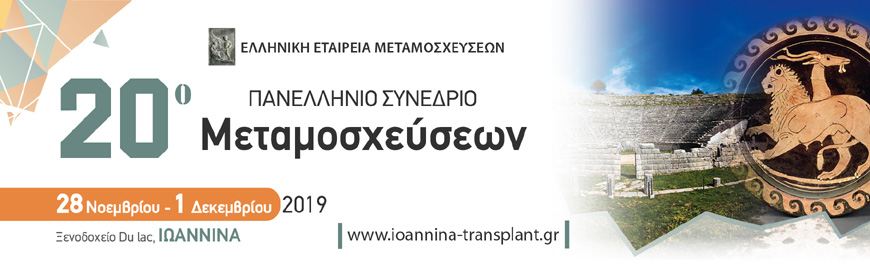 ΕΛΛΗΝΙΚΗ ΕΤΑΙΡΕΙΑ ΜΕΤΑΜΟΣΧΕΥΣΕΩΝ
20º
ΠΑΝΕΛΛΗΝΙΟ ΣΥΝΕΔΡΙΟ
Μεταμοσχεύσεων
28 Νοεμβρίου - 1 Δεκεμβρίου 2019
Ξενοδοχείο Du lac, ΙΩΑΝΝΙΝΑ
www.ioannina-transplant.gr